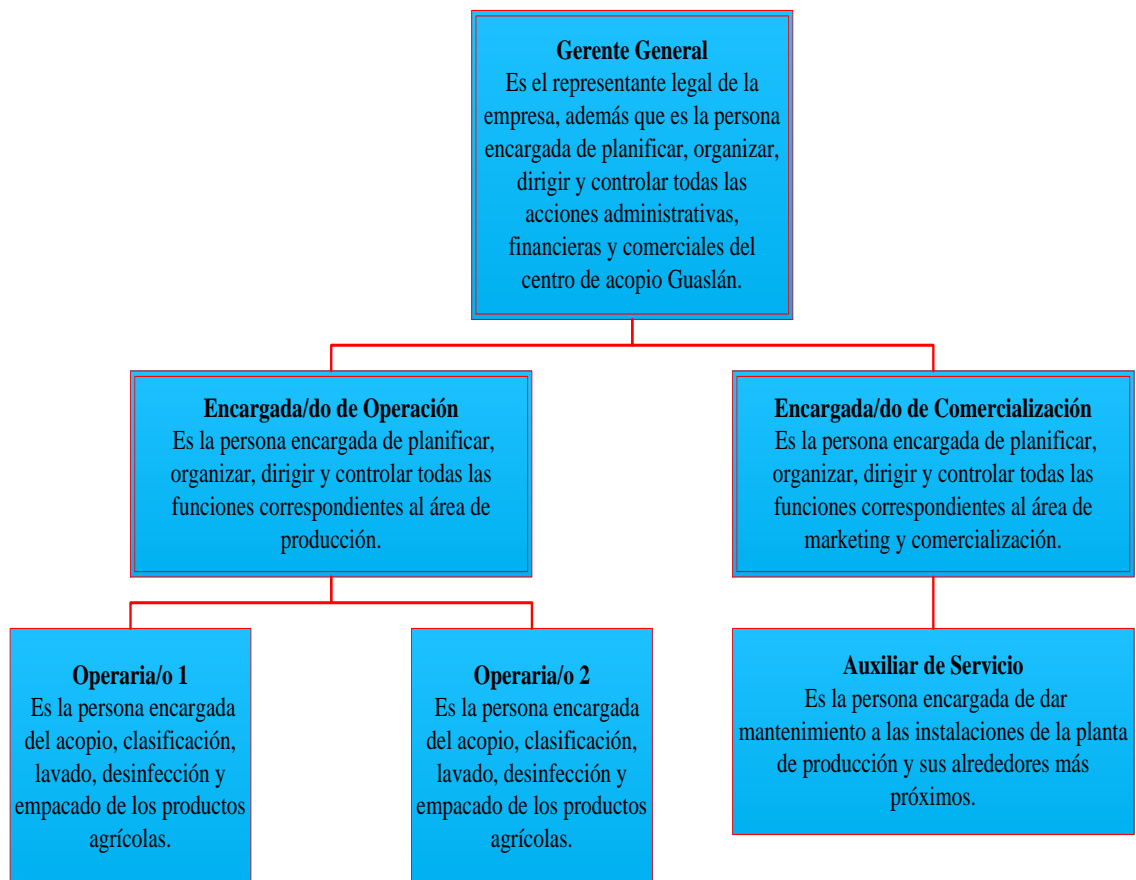 Gerente General
Es el representante legal de la
empresa, además que es la persona
encargada de planificar, organizar,
dirigir y controlar todas las
acciones administrativas,
financieras y comerciales del
centro de acopio Guaslán.
Encargada/do de Operación
Es la persona encargada de planificar,
organizar, dirigir y controlar todas las
funciones correspondientes al área de
producción.
Encargada/do de Comercialización
Es la persona encargada de planificar,
organizar, dirigir y controlar todas las
funciones correspondientes al área de
marketing y comercialización.
Operaria/o 1
Es la persona encargada
del acopio, clasificación,
lavado, desinfección y
empacado de los productos
agrícolas.
Operaria/o 2
Es la persona encargada
del acopio, clasificación,
lavado, desinfección y
empacado de los productos
agrícolas.
Auxiliar de Servicio
Es la persona encargada de dar
mantenimiento a las instalaciones de la planta
de producción y sus alrededores más
próximos.